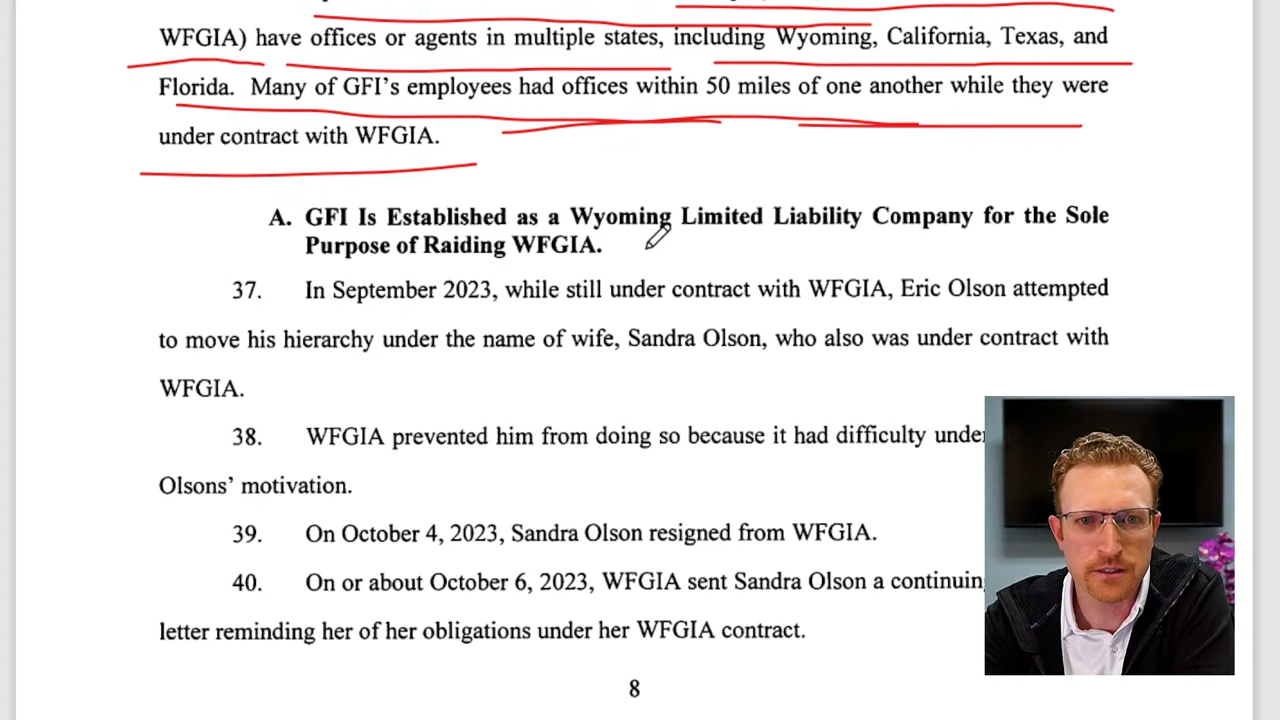 WFGIA) have offices or agents in multiple states, including Wyoming, California, Texas, and
Florida. Many of GFI's employees had offices within 50 miles of one another while they were
under contract with WFGIA.
A. GFI Is Established as a Wyoming Limited Liability Company for the Sole
Purpose of Raiding WFGIA.
37. In September 2023, while still under contract with WFGIA, Eric Olson attempted
to move his hierarchy under the name of wife, Sandra Olson, who also was under contract with
WFGIA.
38. WFGIA prevented him from doing so because it had difficulty
Olsons' motivation.
39. On October 4, 2023, Sandra Olson resigned from WFGIA.
40. On or about October 6, 2023, WFGIA sent Sandra Olson a
letter reminding her of her obligations under her WFGIA contract.
8